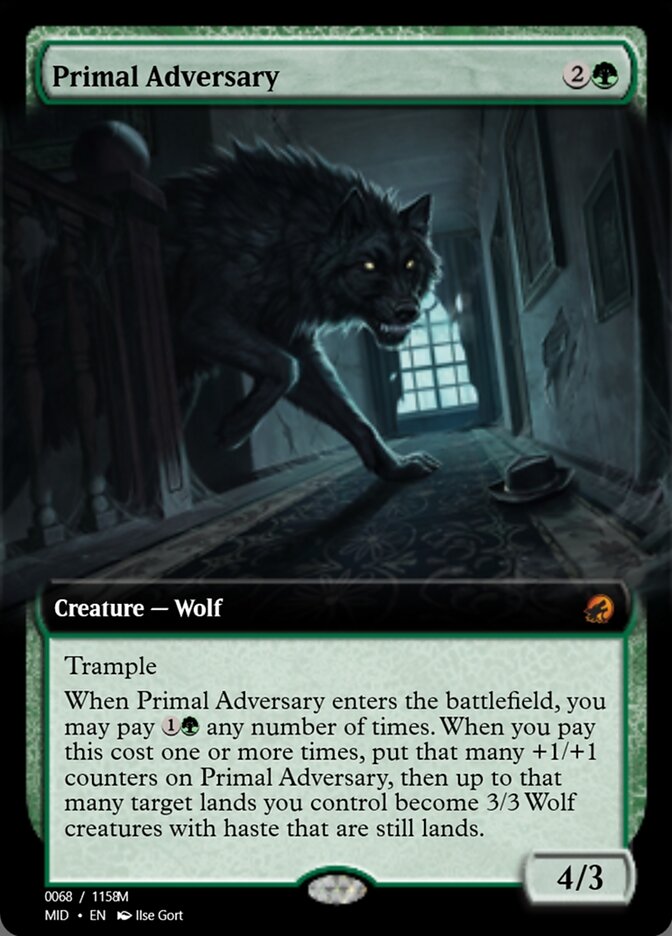 Primal Adversary 2
Creature — Wolf
Trample
When Primal Adversary enters the battlefield, you
may pay 1 any number of times. When you pay
this cost one or more times, put that many +1/+1
counters on Primal Adversary, then up to that
many target lands you control become 3/3 Wolf
creatures with haste that are still lands.
4/3
0068 / 1158M
MID • EN Ilse Gort